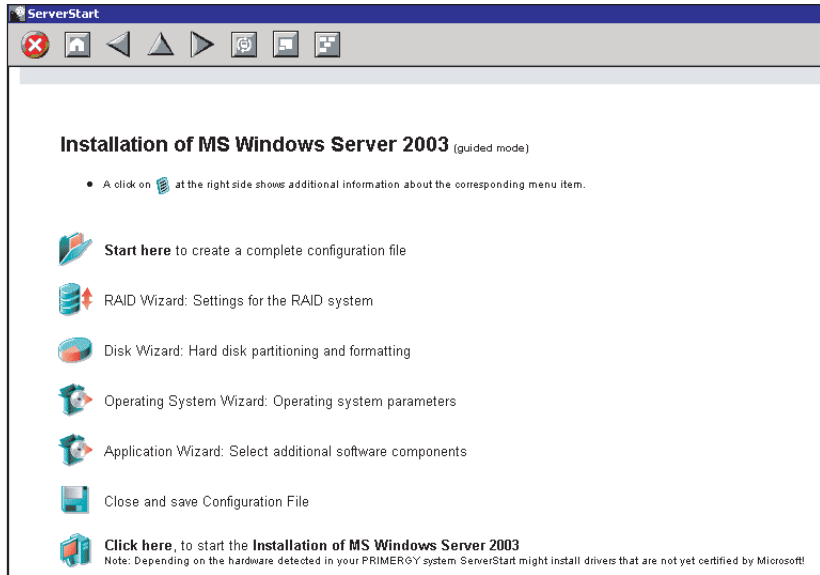 ServerStart
Installation of MS Windows Server 2003 (guided mode)
• A click on at the right side shows additional information about the corresponding menu item.
Start here to create a complete configuration file
RAID Wizard: Settings for the RAID system
Disk Wizard: Hard disk partitioning and formatting
Operating System Wizard: Operating system parameters
Application Wizard: Select additional software components
Close and save Configuration File
Click here, to start the Installation of MS Windows Server 2003
Note: Depending on the hardware detected in your PRIMERGY system ServerStart might install drivers that are not yet certified by Microsoft!